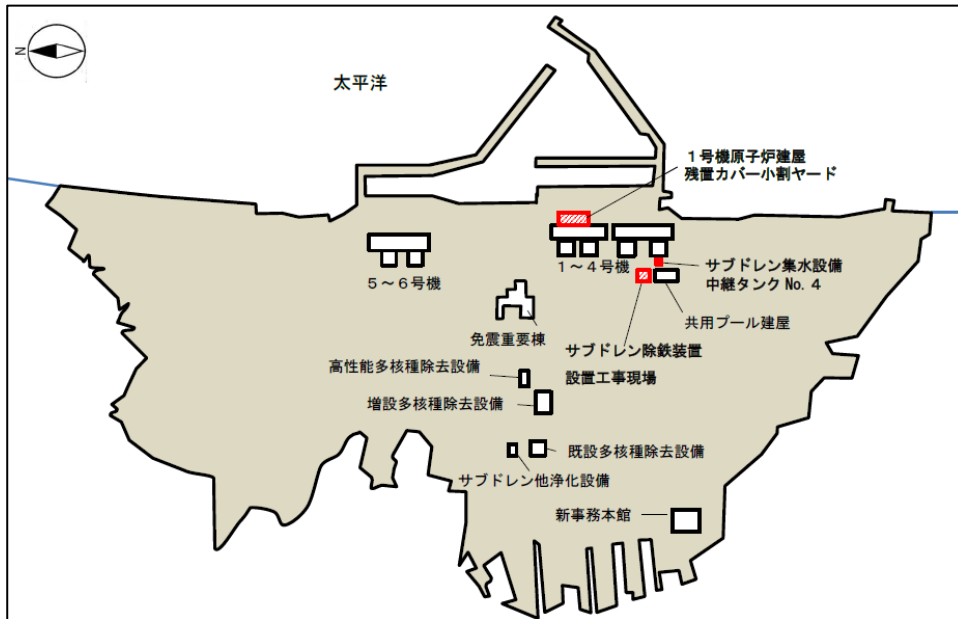 N
太平洋
１号機原子炉建屋
残置カバー小割ヤード
５～６号機
１～４号機
サブドレン集水設備
中継タンク No. 4
共用プール建屋
免震重要棟
サブドレン除鉄装置
設置工事現場
高性能多核種除去設備
増設多核種除去設備
既設多核種除去設備
サブドレン他浄化設備
新事務本館